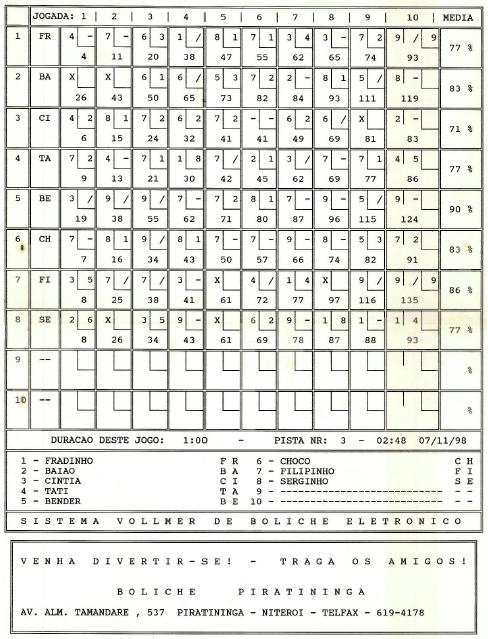 JOGADA: 1 2 3 4 5 6 7 8 9 10 MEDIA
1 FR 4 - 7 - 6 3 1 / 8 1 7 1 3 4 3 - 7 2 9 / 9 77 %
4 11 20 38 47 55 62 65 74 93
2 BA X X 6 1 6 / 5 3 7 2 2 - 8 1 5 / 8 - 83 %
26 43 50 65 73 82 84 93 111 119
3 CI 4 2 8 1 7 2 6 2 7 2 - - 6 2 6 / X 2 - 71 %
6 15 24 32 41 41 49 69 81 83
4 TA 7 2 4 - 7 1 1 8 7 / 2 1 3 / 7 - 7 1 4 5 77 %
9 13 21 30 42 45 62 69 77 86
5 BE 3 / 9 / 9 / 7 - 7 2 8 1 7 - 9 - 5 / 9 - 90 %
19 38 55 62 71 80 87 96 115 124
6 CH 7 - 8 1 9 / 8 1 7 - 7 - 9 - 8 - 5 3 7 2 83 %
7 16 34 43 50 57 66 74 82 91
7 FI 3 5 7 / 7 / 3 - X 4 / 1 4 X 9 / 9 / 9 86 %
8 25 38 41 61 72 77 97 116 135
8 SE 2 6 X 3 5 9 - X 6 2 9 - 1 8 1 - 1 4 77 %
8 26 34 43 61 69 78 87 88 93
9 -- %
10 -- %
DURACAO DESTE JOGO: 1:00 - PISTA NR: 3 - 02:48 07/11/98
1 - FRADINHO F R 6 - CHOCO C H
2 - BAIAO B A 7 - FILIPINHO F I
3 - CINTIA C I 8 - SERGINHO S E
4 - TATI T A 9 - ---------------------- --
5 - BENDER B E 10 - ---------------------- --
SISTEMA VOLLMER DE BOLICHE ELETRONICO
VENHA DIVERTIR-SE! - TRAGA OS AMIGOS!
BOLICHE PIRATININGA
AV. ALM. TAMANDARE , 537 PIRATININGA - NITEROI - TELFAX - 619-4178